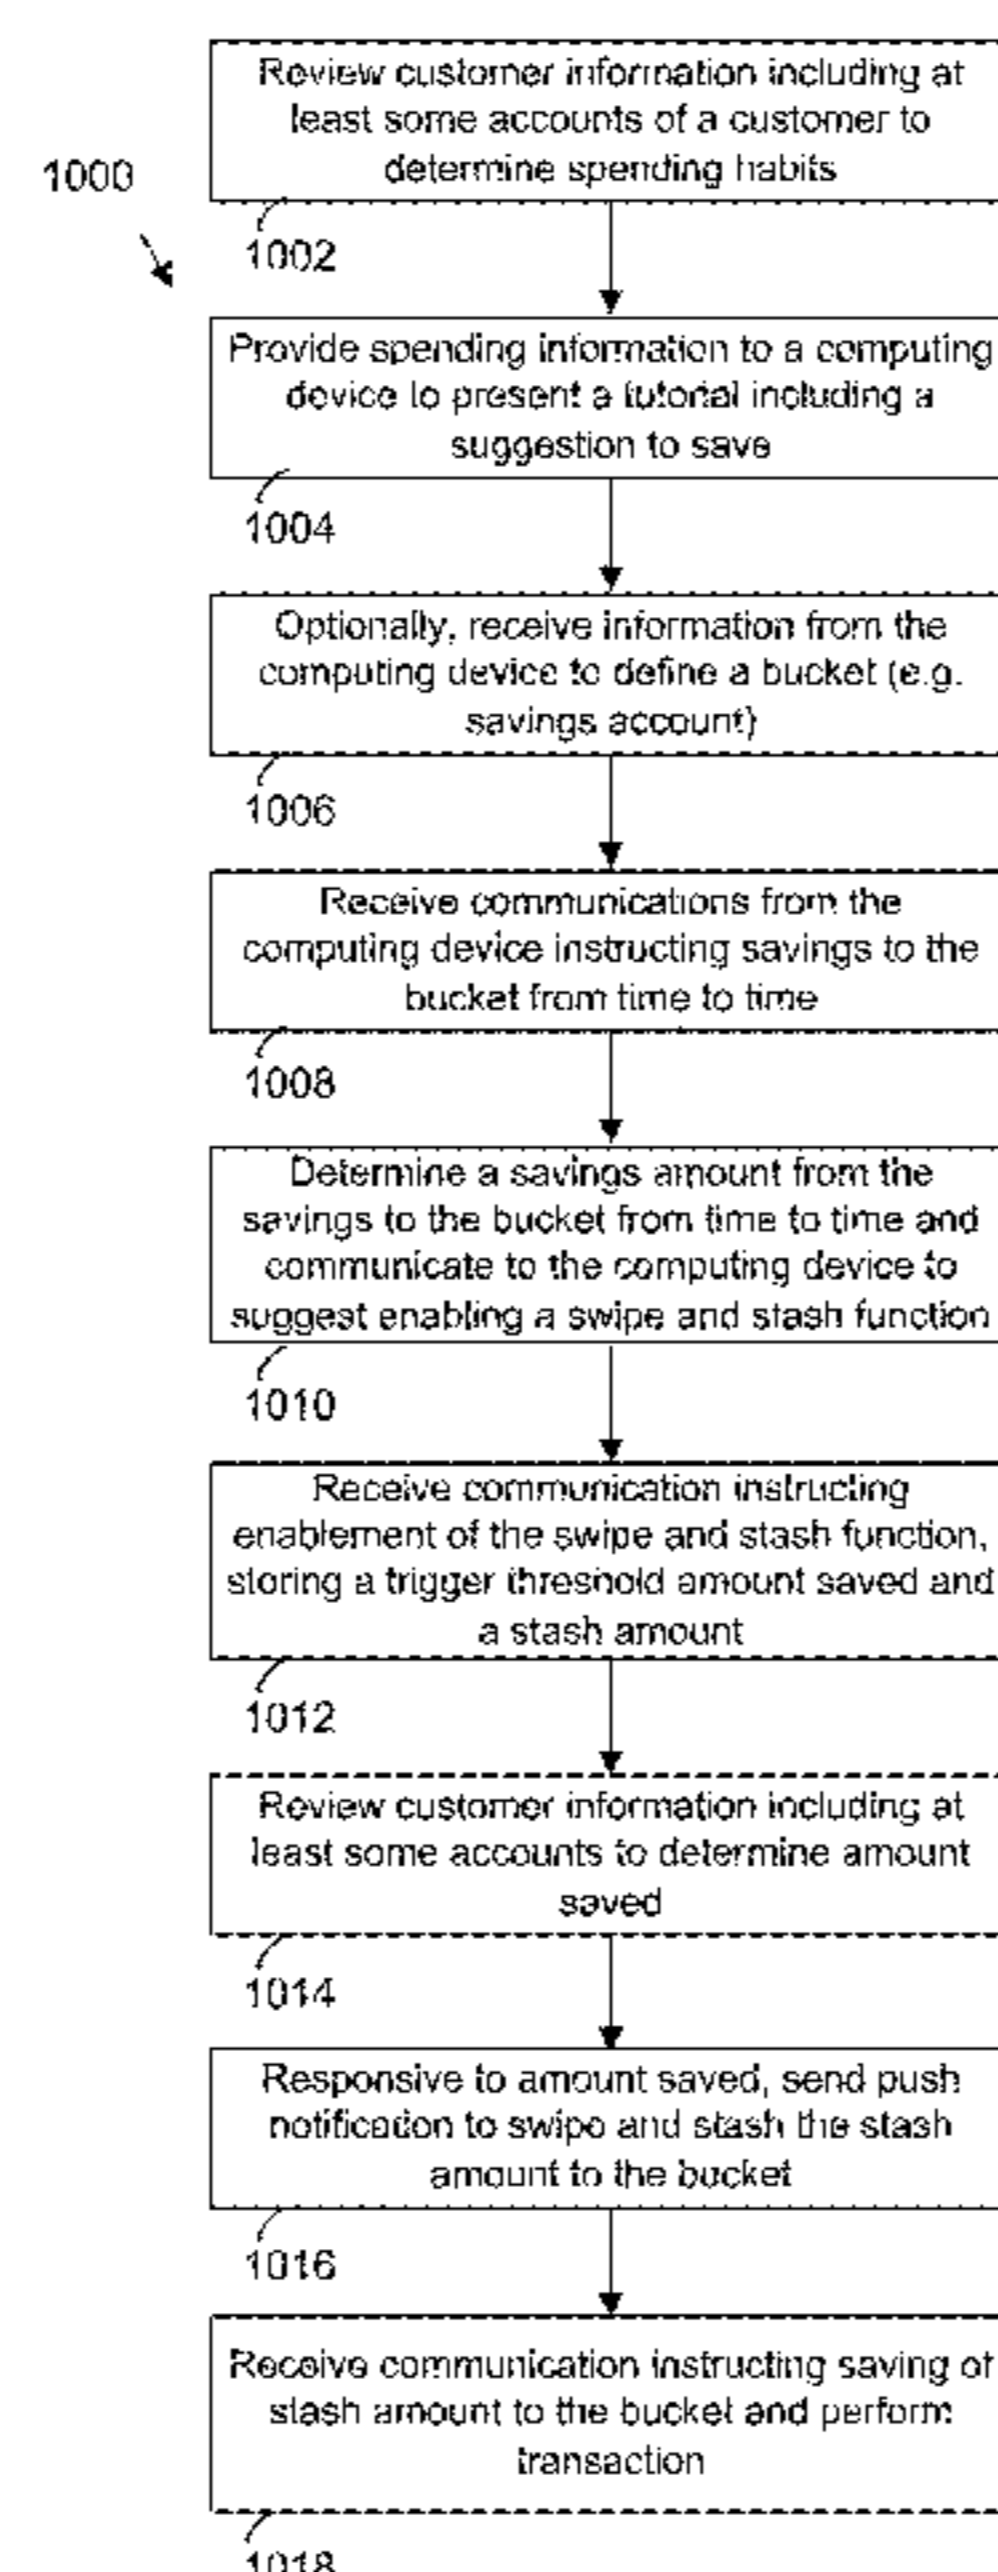 Review customer information including at
least some accounts of a customer to
determine spending habits
1000
1002
Provide spending information to a computing
device to present a tutorial including a
suggestion to save
1004
Optionally, receive information from the
computing device to define a bucket (e.g.
savings account)
1006
Receive communications from the
computing device instructing savings to the
bucket from time to time
1008
Determine a savings amount from the
savings to the bucket from time to time and
communicate to the computing device to
suggest enabling a swipe and stash function
1010
Receive communication instructing
enablement of the swipe and stash function,
storing a trigger threshold amount saved and
a stash amount
1012
Review customer information including at
least some accounts to determine amount
saved
1014
Responsive to amount saved, send push
notification to swipe and stash the stash
amount to the bucket
1016
Receive communication instructing saving of
stash amount to the bucket and perform
transaction
1018